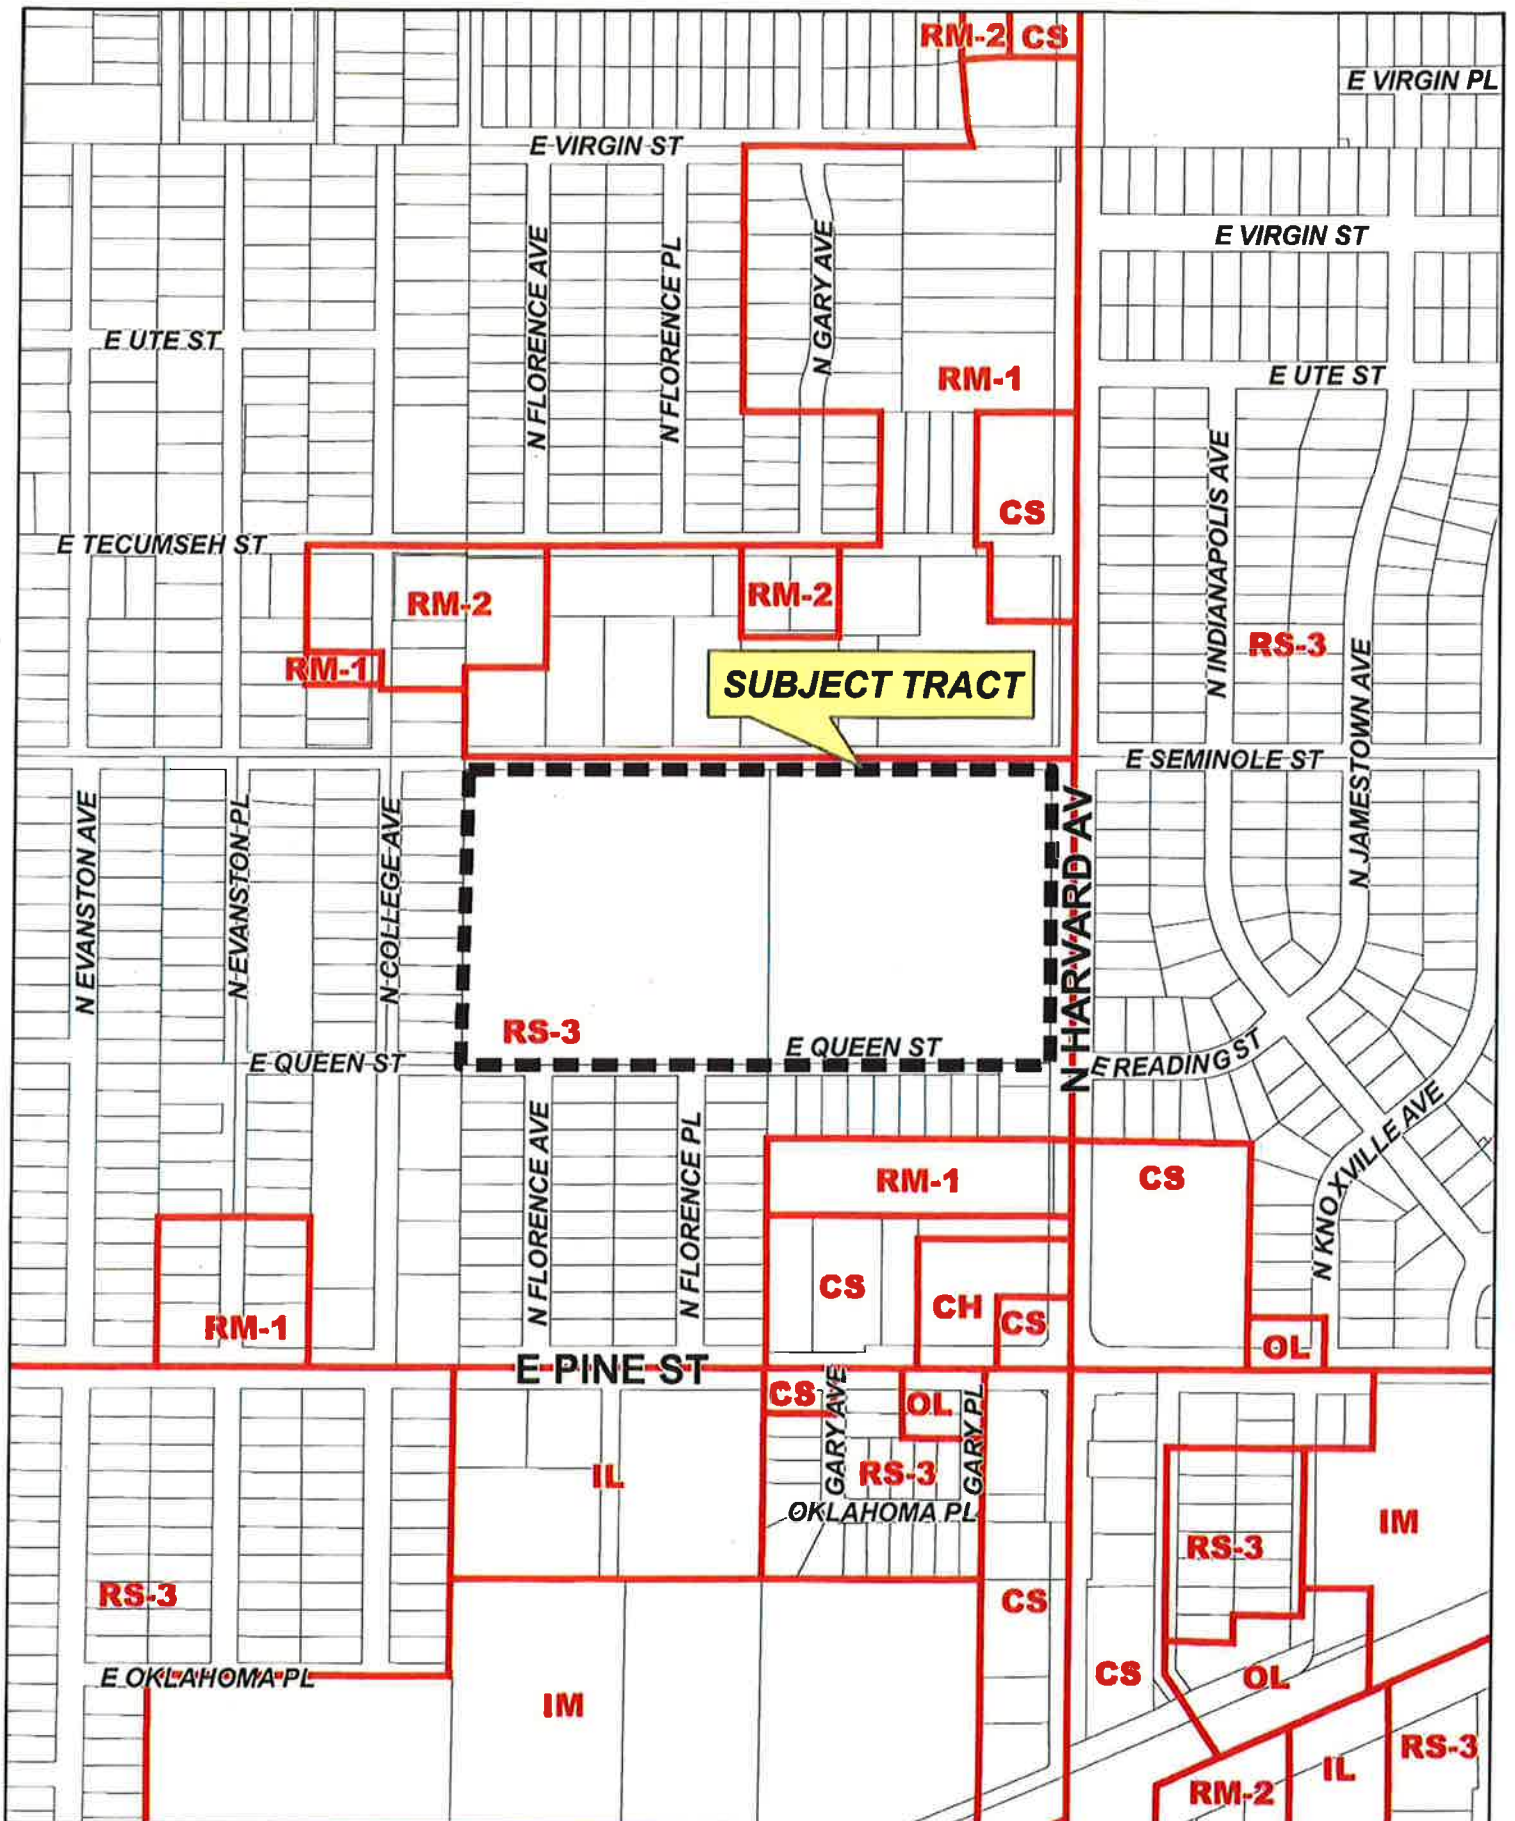 RM-2
CS
E VIRGIN PL
E VIRGIN ST
E VIRGIN ST
N FLORENCE AVE
N FLORENCE PL
N GARY AVE
E UTE ST
RM-1
E UTE ST
N INDIANAPOLIS AVE
CS
E TECUMSEH ST
RM-2
RM-2
RS-3
RM-1
SUBJECT TRACT
N JAMESTOWN AVE
E SEMINOLE ST
N EVANSTON AVE
N EVANSTON PL
N COLLEGE AVE
N HARVARD AV
RS-3
E QUEEN ST
E QUEEN ST
E READING ST
N FLORENCE AVE
N FLORENCE PL
N KNOXVILLE AVE
RM-1
CS
CS
CH
CS
RM-1
OL
E PINE ST
CS
GARY AVE
OL
GARY PL
RS-3
IL
OKLAHOMA PL
IM
RS-3
RS-3
CS
E OKLAHOMA PL
CS
OL
IM
RS-3
IL
RM-2